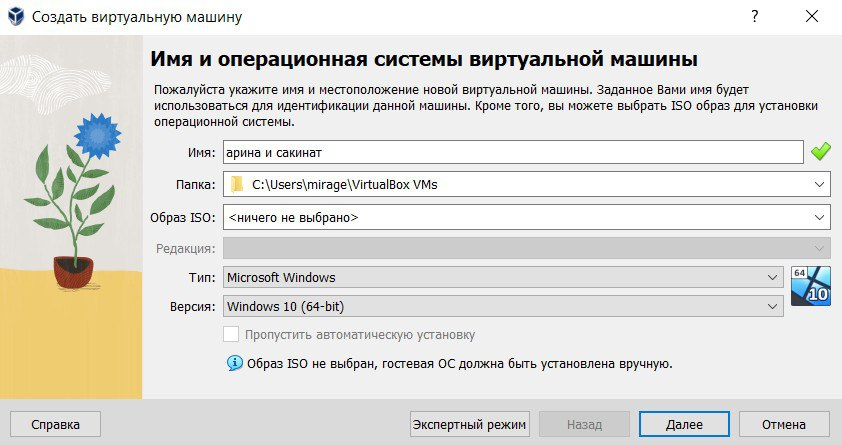 Создать виртуальную машину
?
Имя и операционная системы виртуальной машины
Пожалуйста укажите имя и местоположение новой виртуальной машины. Заданное Вами имя будет
использоваться для идентификации данной машины. Кроме того, вы можете выбрать ISO образ для установки
операционной системы.
Имя: арина и сакинат
Папка: C:\Users\mirage\VirtualBox VMs
Образ ISO: <ничего не выбрано>
Редакция:
Тип: Microsoft Windows
64
10
Версия: Windows 10 (64-bit)
Пропустить автоматическую установку
Образ ISO не выбран, гостевая ОС должна быть установлена вручную.
Справка Экспертный режим Назад Далее Отмена